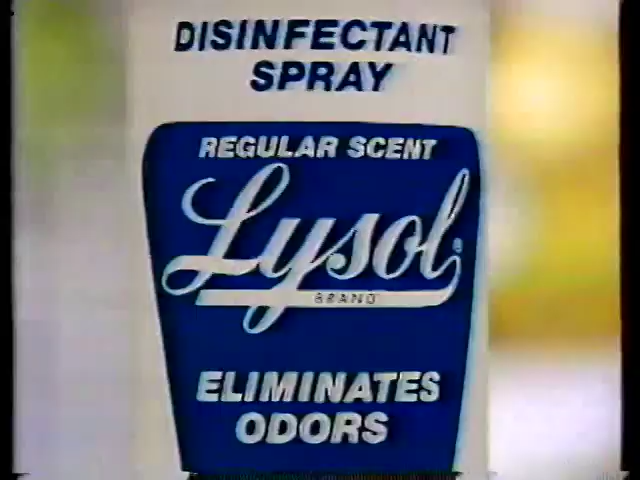 DISINFECTANT
SPRAY
REGULAR SCENT
Lysol®
BRAND
ELIMINATES
ODORS